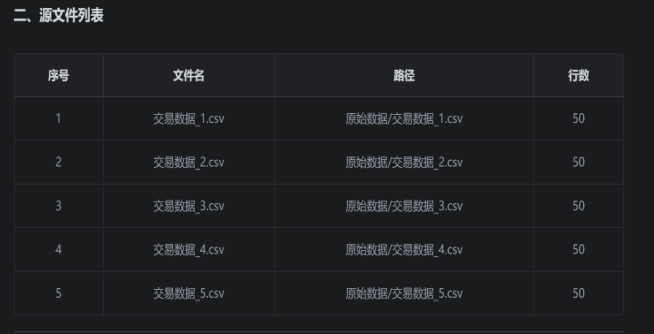 二、源文件列表
序号 文件名 路径 行数
1 交易数据_1.csv 原始数据/交易数据_1.csv 50
2 交易数据_2.csv 原始数据/交易数据_2.csv 50
3 交易数据_3.csv 原始数据/交易数据_3.csv 50
4 交易数据_4.csv 原始数据/交易数据_4.csv 50
5 交易数据_5.csv 原始数据/交易数据_5.csv 50